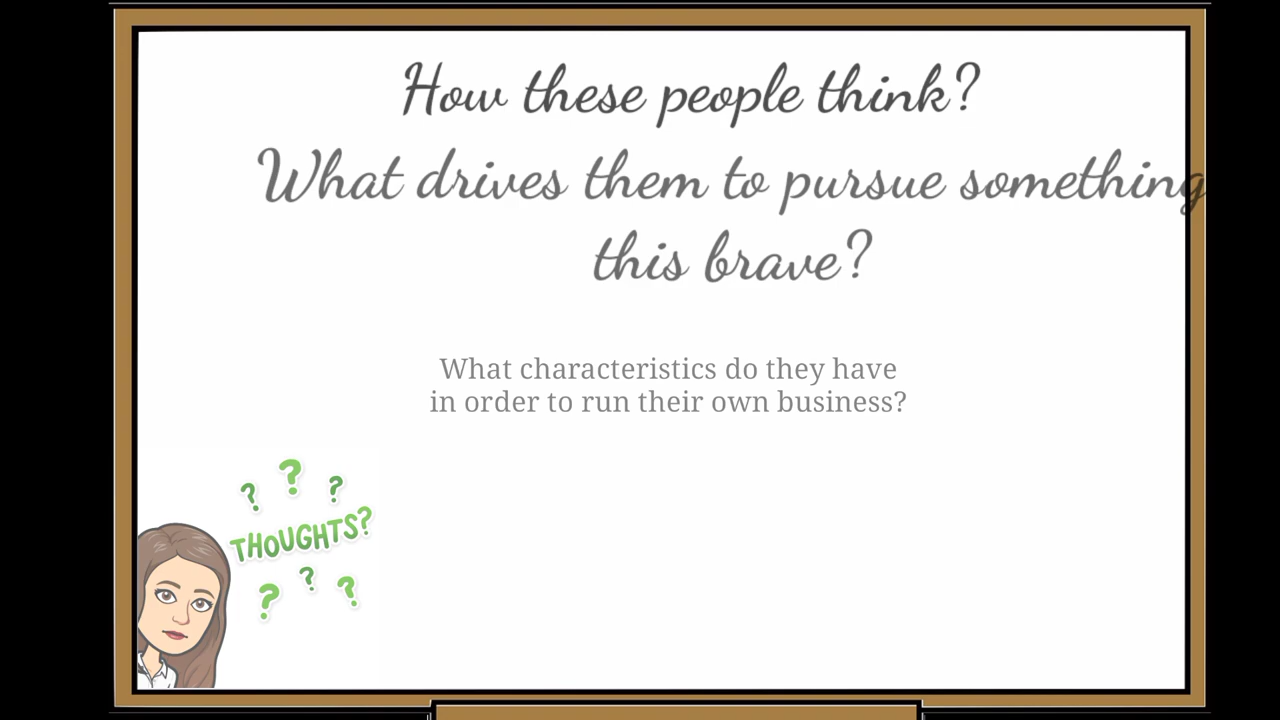 How these people think?
What drives them to pursue something
this brave?
What characteristics do they have
in order to run their own business?
? ? ?
THOUGHTS?
? ? ?